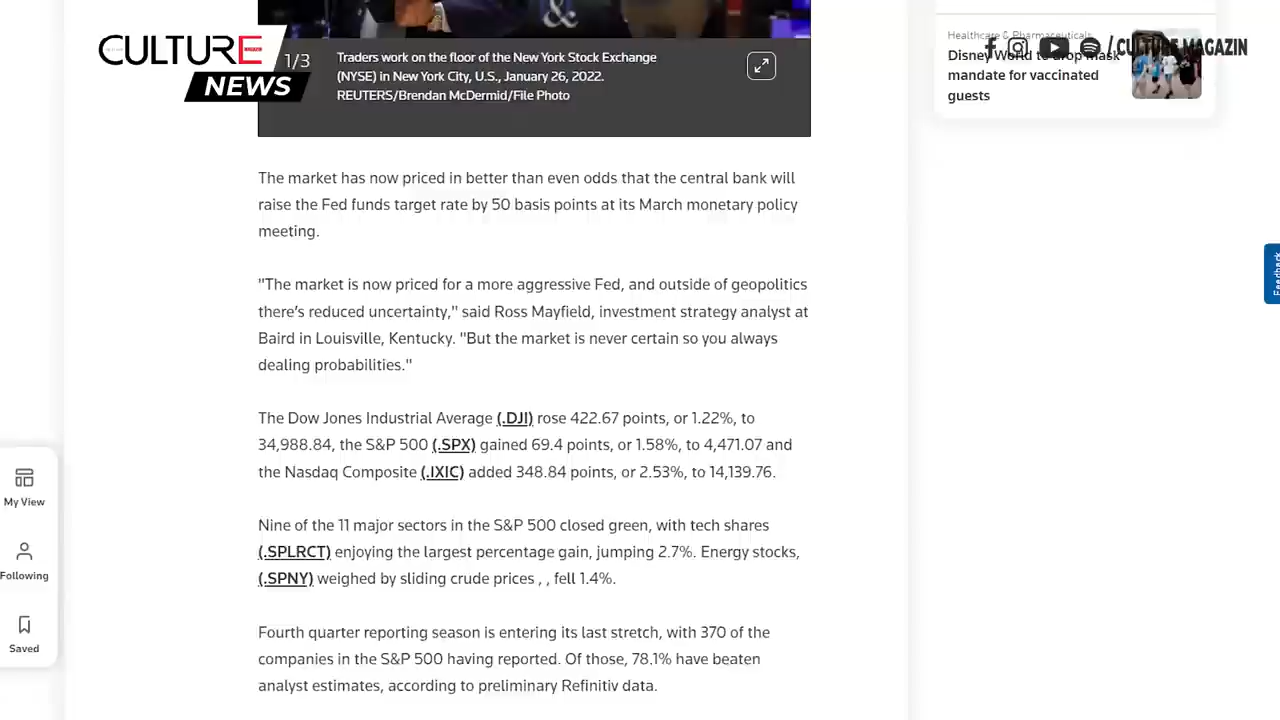 CULTURE
NEWS
1/3
Traders work on the floor of the New York Stock Exchange
(NYSE) in New York City, U.S., January 26, 2022.
REUTERS/Brendan McDermid/File Photo
Healthcare & Pharmaceuticals
Disney World to drop mask
mandate for vaccinated
guests
/CULTURE MAGAZIN
Feedback
The market has now priced in better than even odds that the central bank will
raise the Fed funds target rate by 50 basis points at its March monetary policy
meeting.
"The market is now priced for a more aggressive Fed, and outside of geopolitics
there's reduced uncertainty," said Ross Mayfield, investment strategy analyst at
Baird in Louisville, Kentucky. "But the market is never certain so you always
dealing probabilities."
The Dow Jones Industrial Average (.DJI) rose 422.67 points, or 1.22%, to
34,988.84, the S&P 500 (.SPX) gained 69.4 points, or 1.58%, to 4,471.07 and
the Nasdaq Composite (.IXIC) added 348.84 points, or 2.53%, to 14,139.76.
Nine of the 11 major sectors in the S&P 500 closed green, with tech shares
(.SPLRCT) enjoying the largest percentage gain, jumping 2.7%. Energy stocks,
(.SPNY) weighed by sliding crude prices , , fell 1.4%.
Fourth quarter reporting season is entering its last stretch, with 370 of the
companies in the S&P 500 having reported. Of those, 78.1% have beaten
analyst estimates, according to preliminary Refinitiv data.
My View
Following
Saved